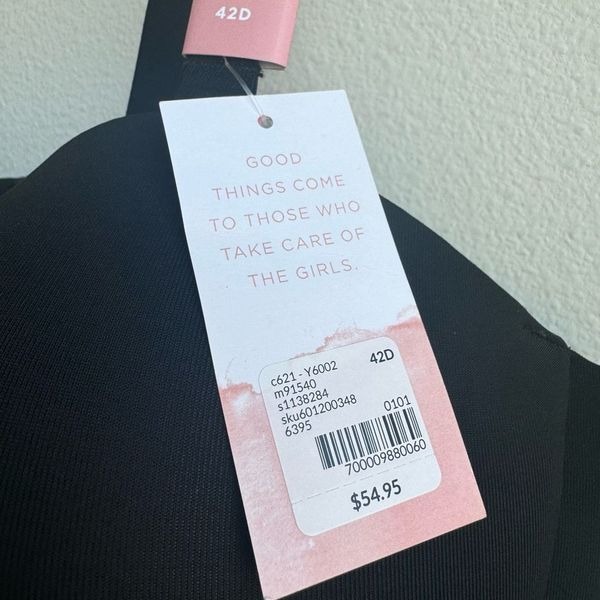 42D
GOOD
THINGS COME
TO THOSE WHO
TAKE CARE OF
THE GIRLS.
c621 - Y6002 42D
m91540
s1138284
sku601200348
6395 0101
700009880060
$54.95